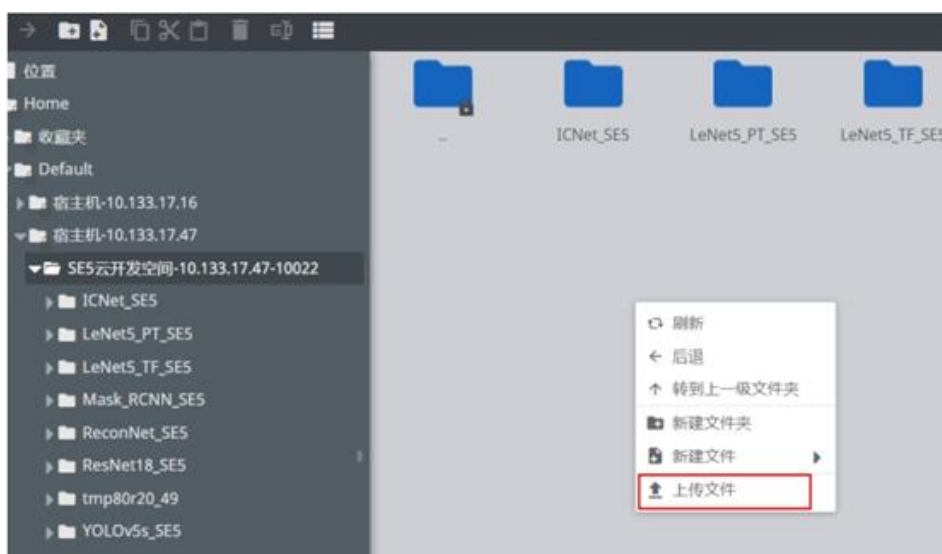 位置
Home
收藏夹
Default
宿主机-10.133.17.16
宿主机-10.133.17.47
SE5云开发空间-10.133.17.47-10022
ICNet_SE5
LeNet5_PT_SE5
LeNet5_TF_SE5
Mask_RCNN_SE5
ReconNet_SE5
ResNet18_SE5
tmp80r20_49
YOLOv5s_SE5
..
ICNet_SE5
LeNet5_PT_SE5
LeNet5_TF_SE5
刷新
后退
转到上一级文件夹
新建文件夹
新建文件
上传文件